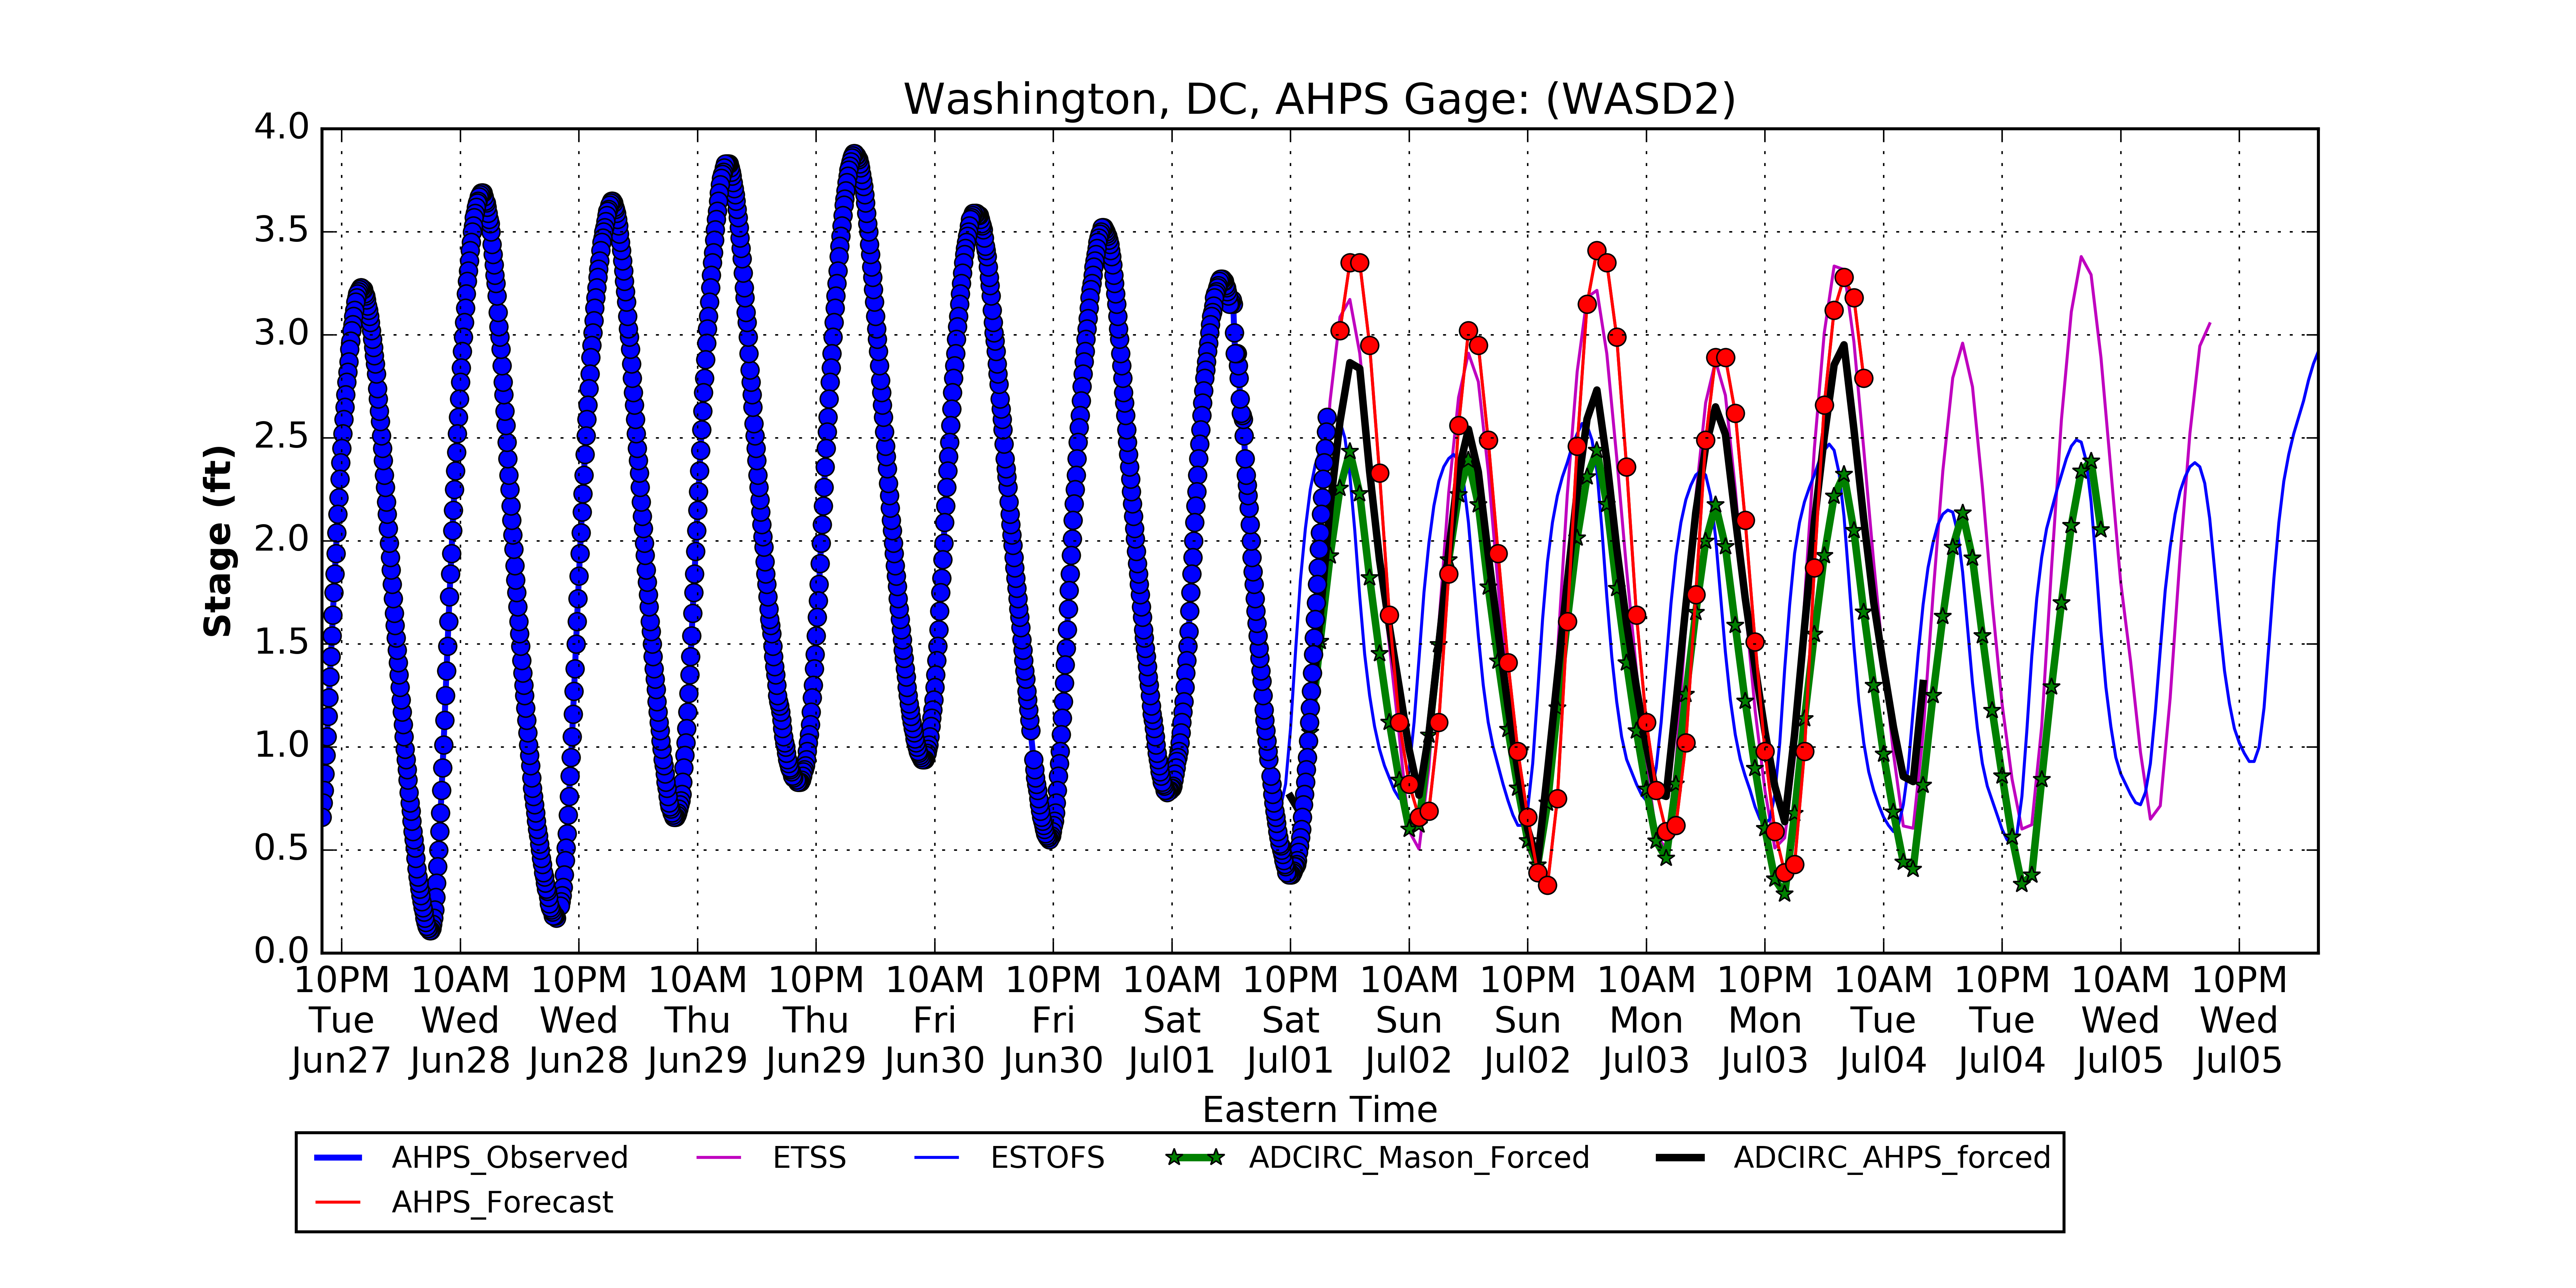 Washington, DC, AHPS Gage: (WASD2)
4.0
3.5
3.0
2.5
2.0
1.5
1.0
0.5
0.0
Stage (ft)
10PM 10AM 10PM 10AM 10PM 10AM 10PM 10AM 10PM 10AM 10PM 10AM 10PM 10AM 10PM 10AM 10PM
Tue Wed Wed Thu Thu Fri Fri Sat Sat Sun Sun Mon Mon Tue Tue Wed Wed
Jun27 Jun28 Jun28 Jun29 Jun29 Jun30 Jun30 Jul01 Jul01 Jul02 Jul02 Jul03 Jul03 Jul04 Jul04 Jul05 Jul05
Eastern Time
AHPS_Observed ETSS ESTOFS ADCIRC_Mason_Forced ADCIRC_AHPS_forced
AHPS_Forecast